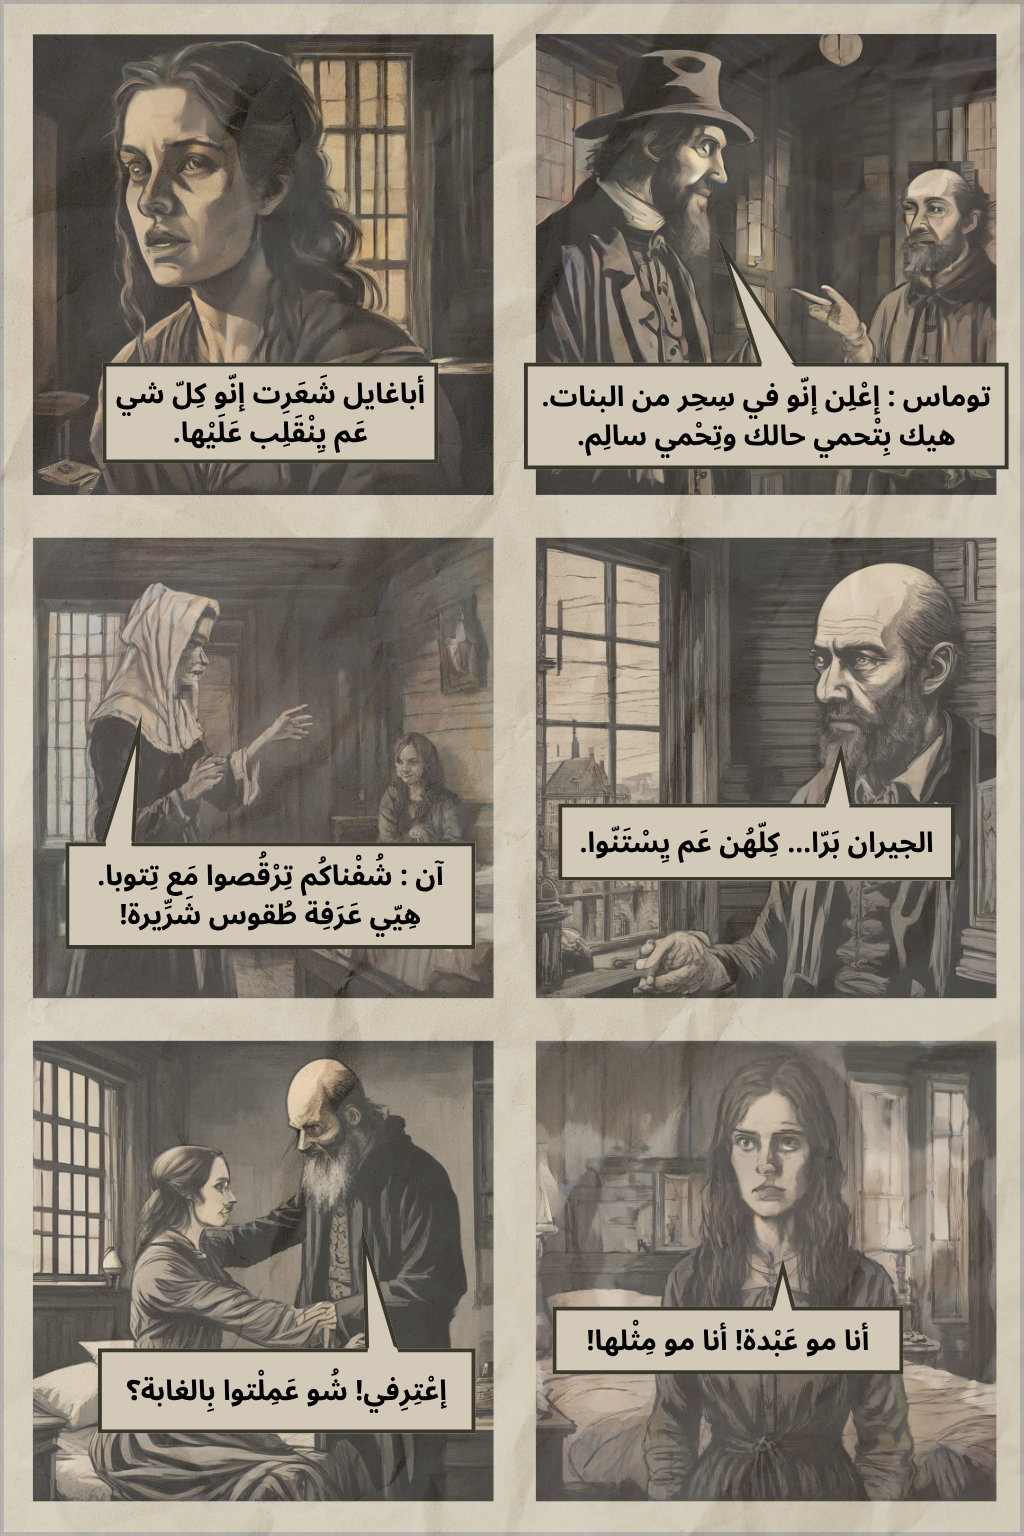 أباغايل شَعَرِت إنّو كِلّ شي
عَم يِنْقَلِب عَلَيْها.
توماس : إعْلِن إنّو في سِحِر من البنات.
هيك بِتْحمي حالك وتِحْمي سالِم.
آن : شُفْناكُم تِرْقُصوا مَع تِتوبا.
هِيّي عَرَفِة طُقوس شَرِّيرة!
الجيران بَرّا... كِلّهُن عَم يِسْتَنّوا.
إعْتِرِفي! شُو عَمِلْتوا بِالغابة؟
أنا مو عَبْدة! أنا مو مِثْلها!